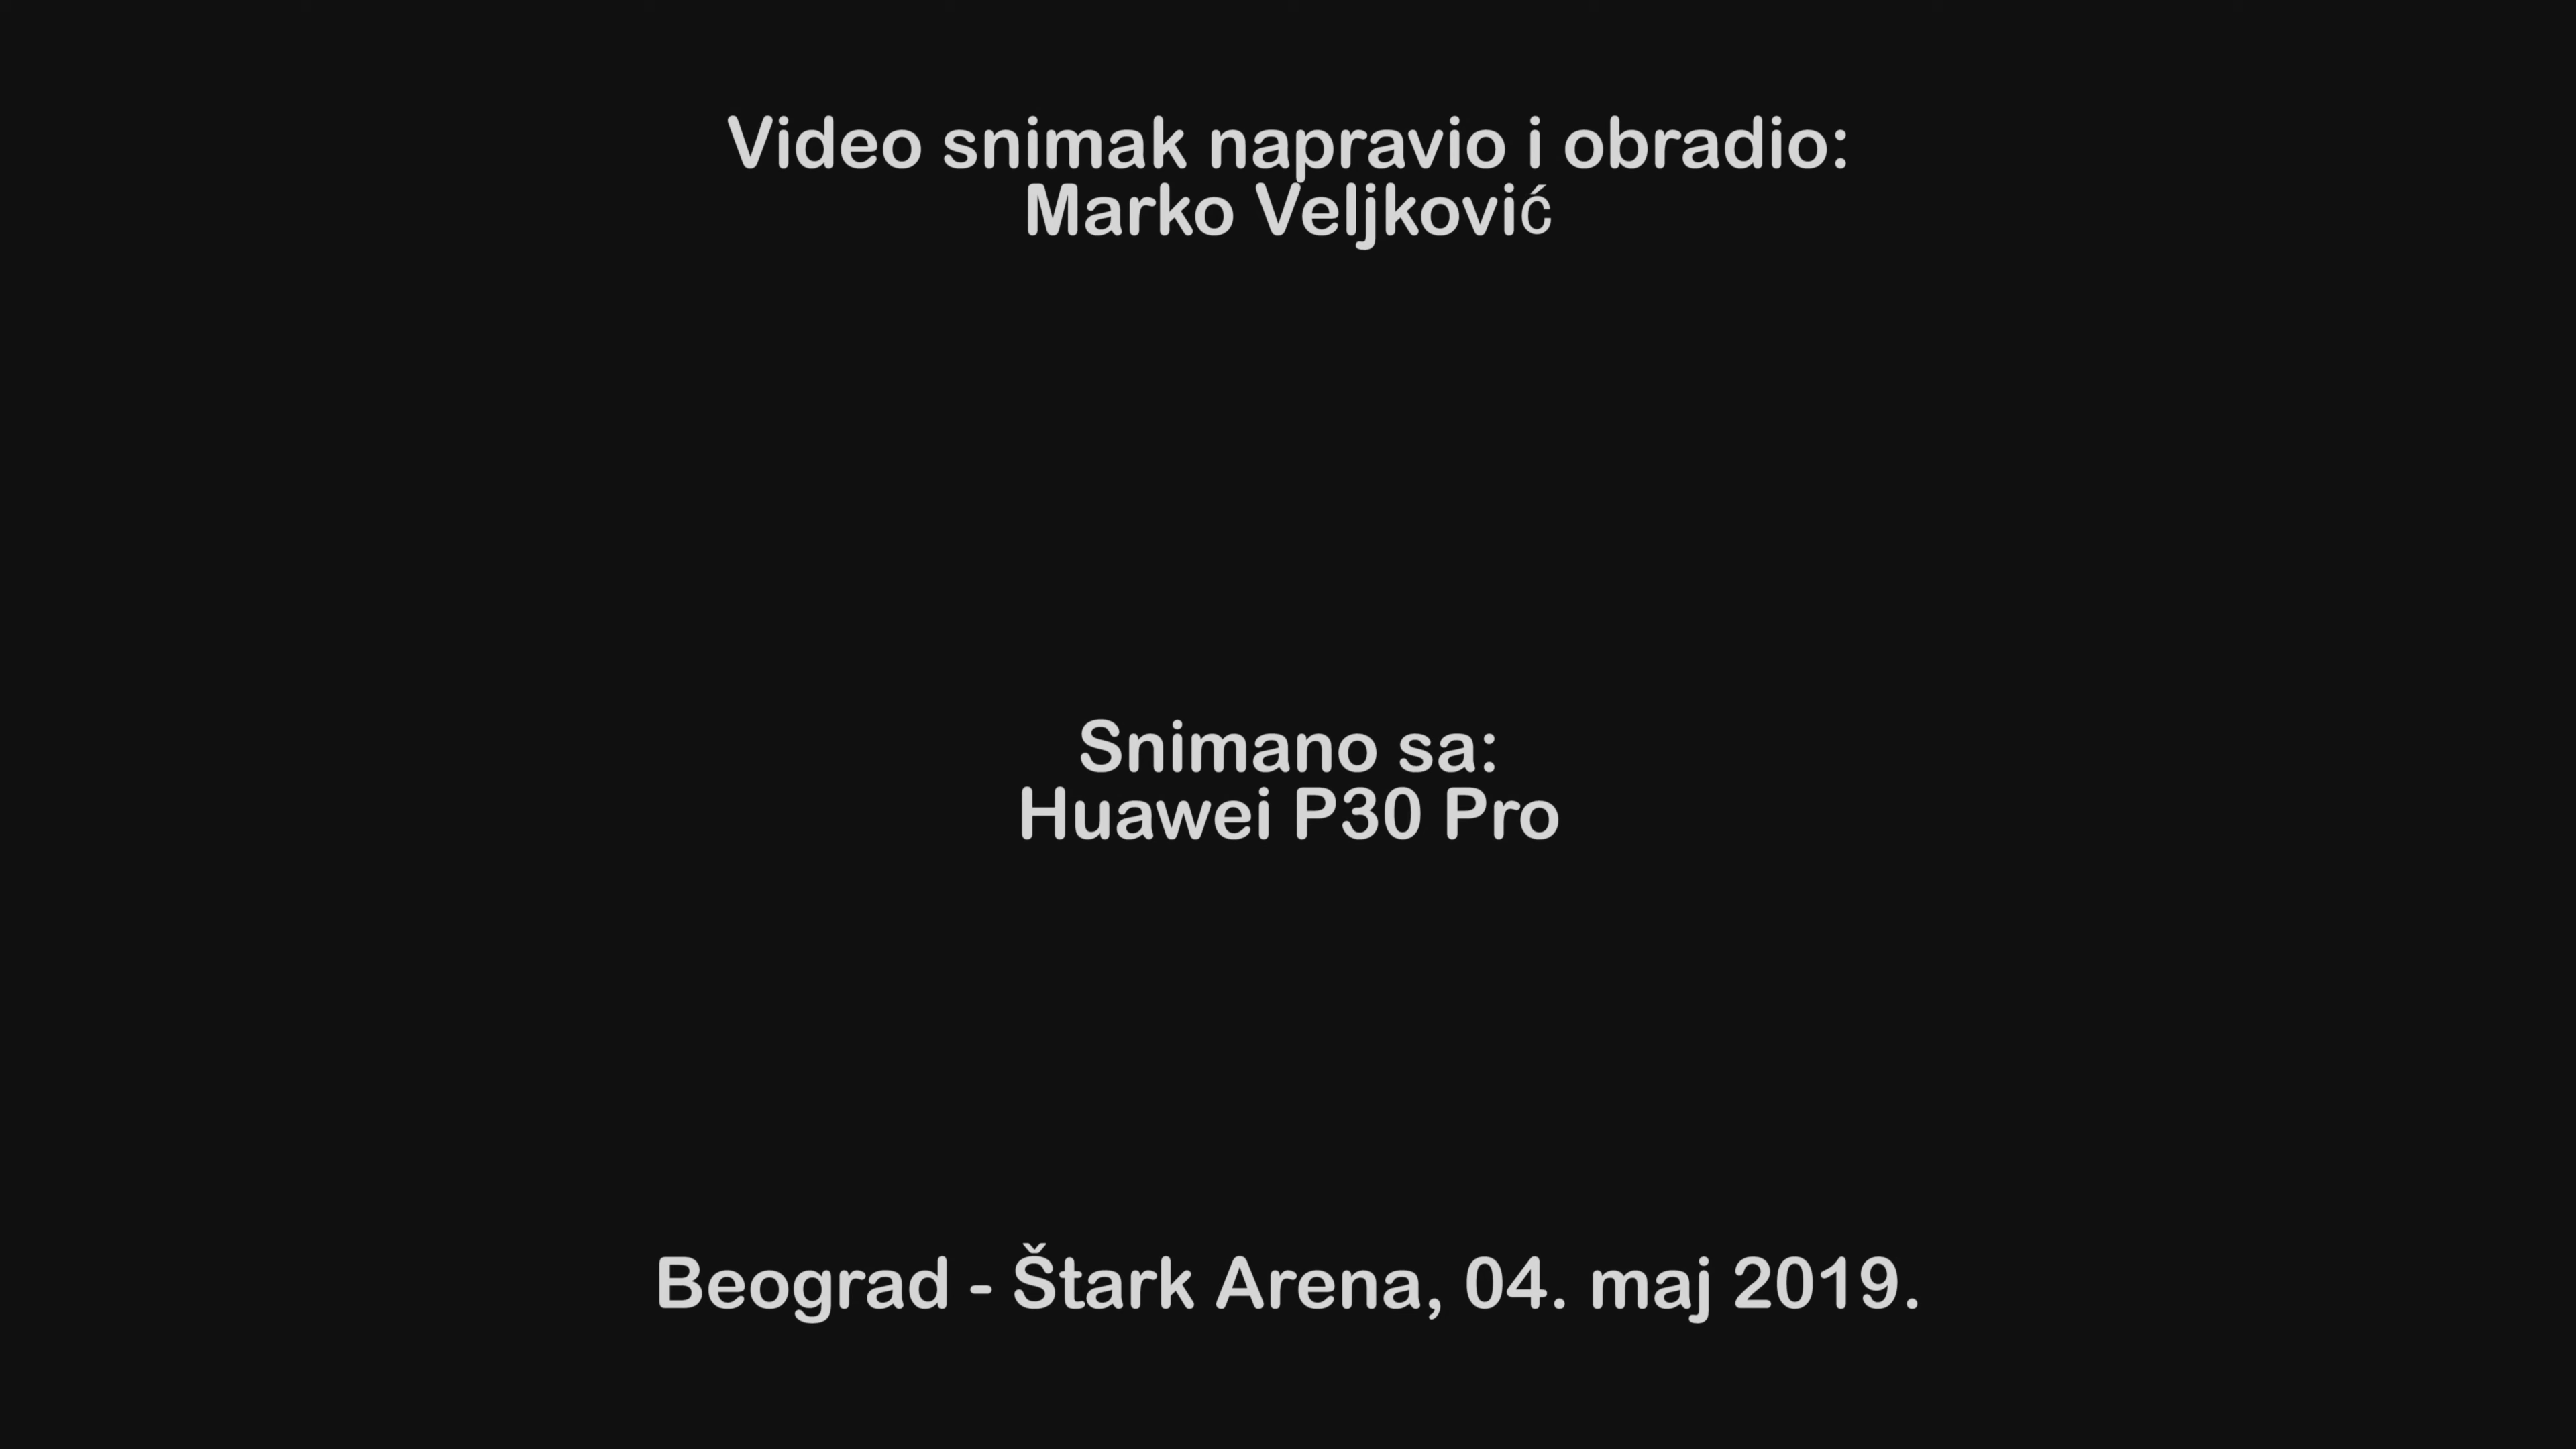 Video snimak napravio i obradio:
Marko Veljković
Snimano sa:
Huawei P30 Pro
Beograd - Štark Arena, 04. maj 2019.